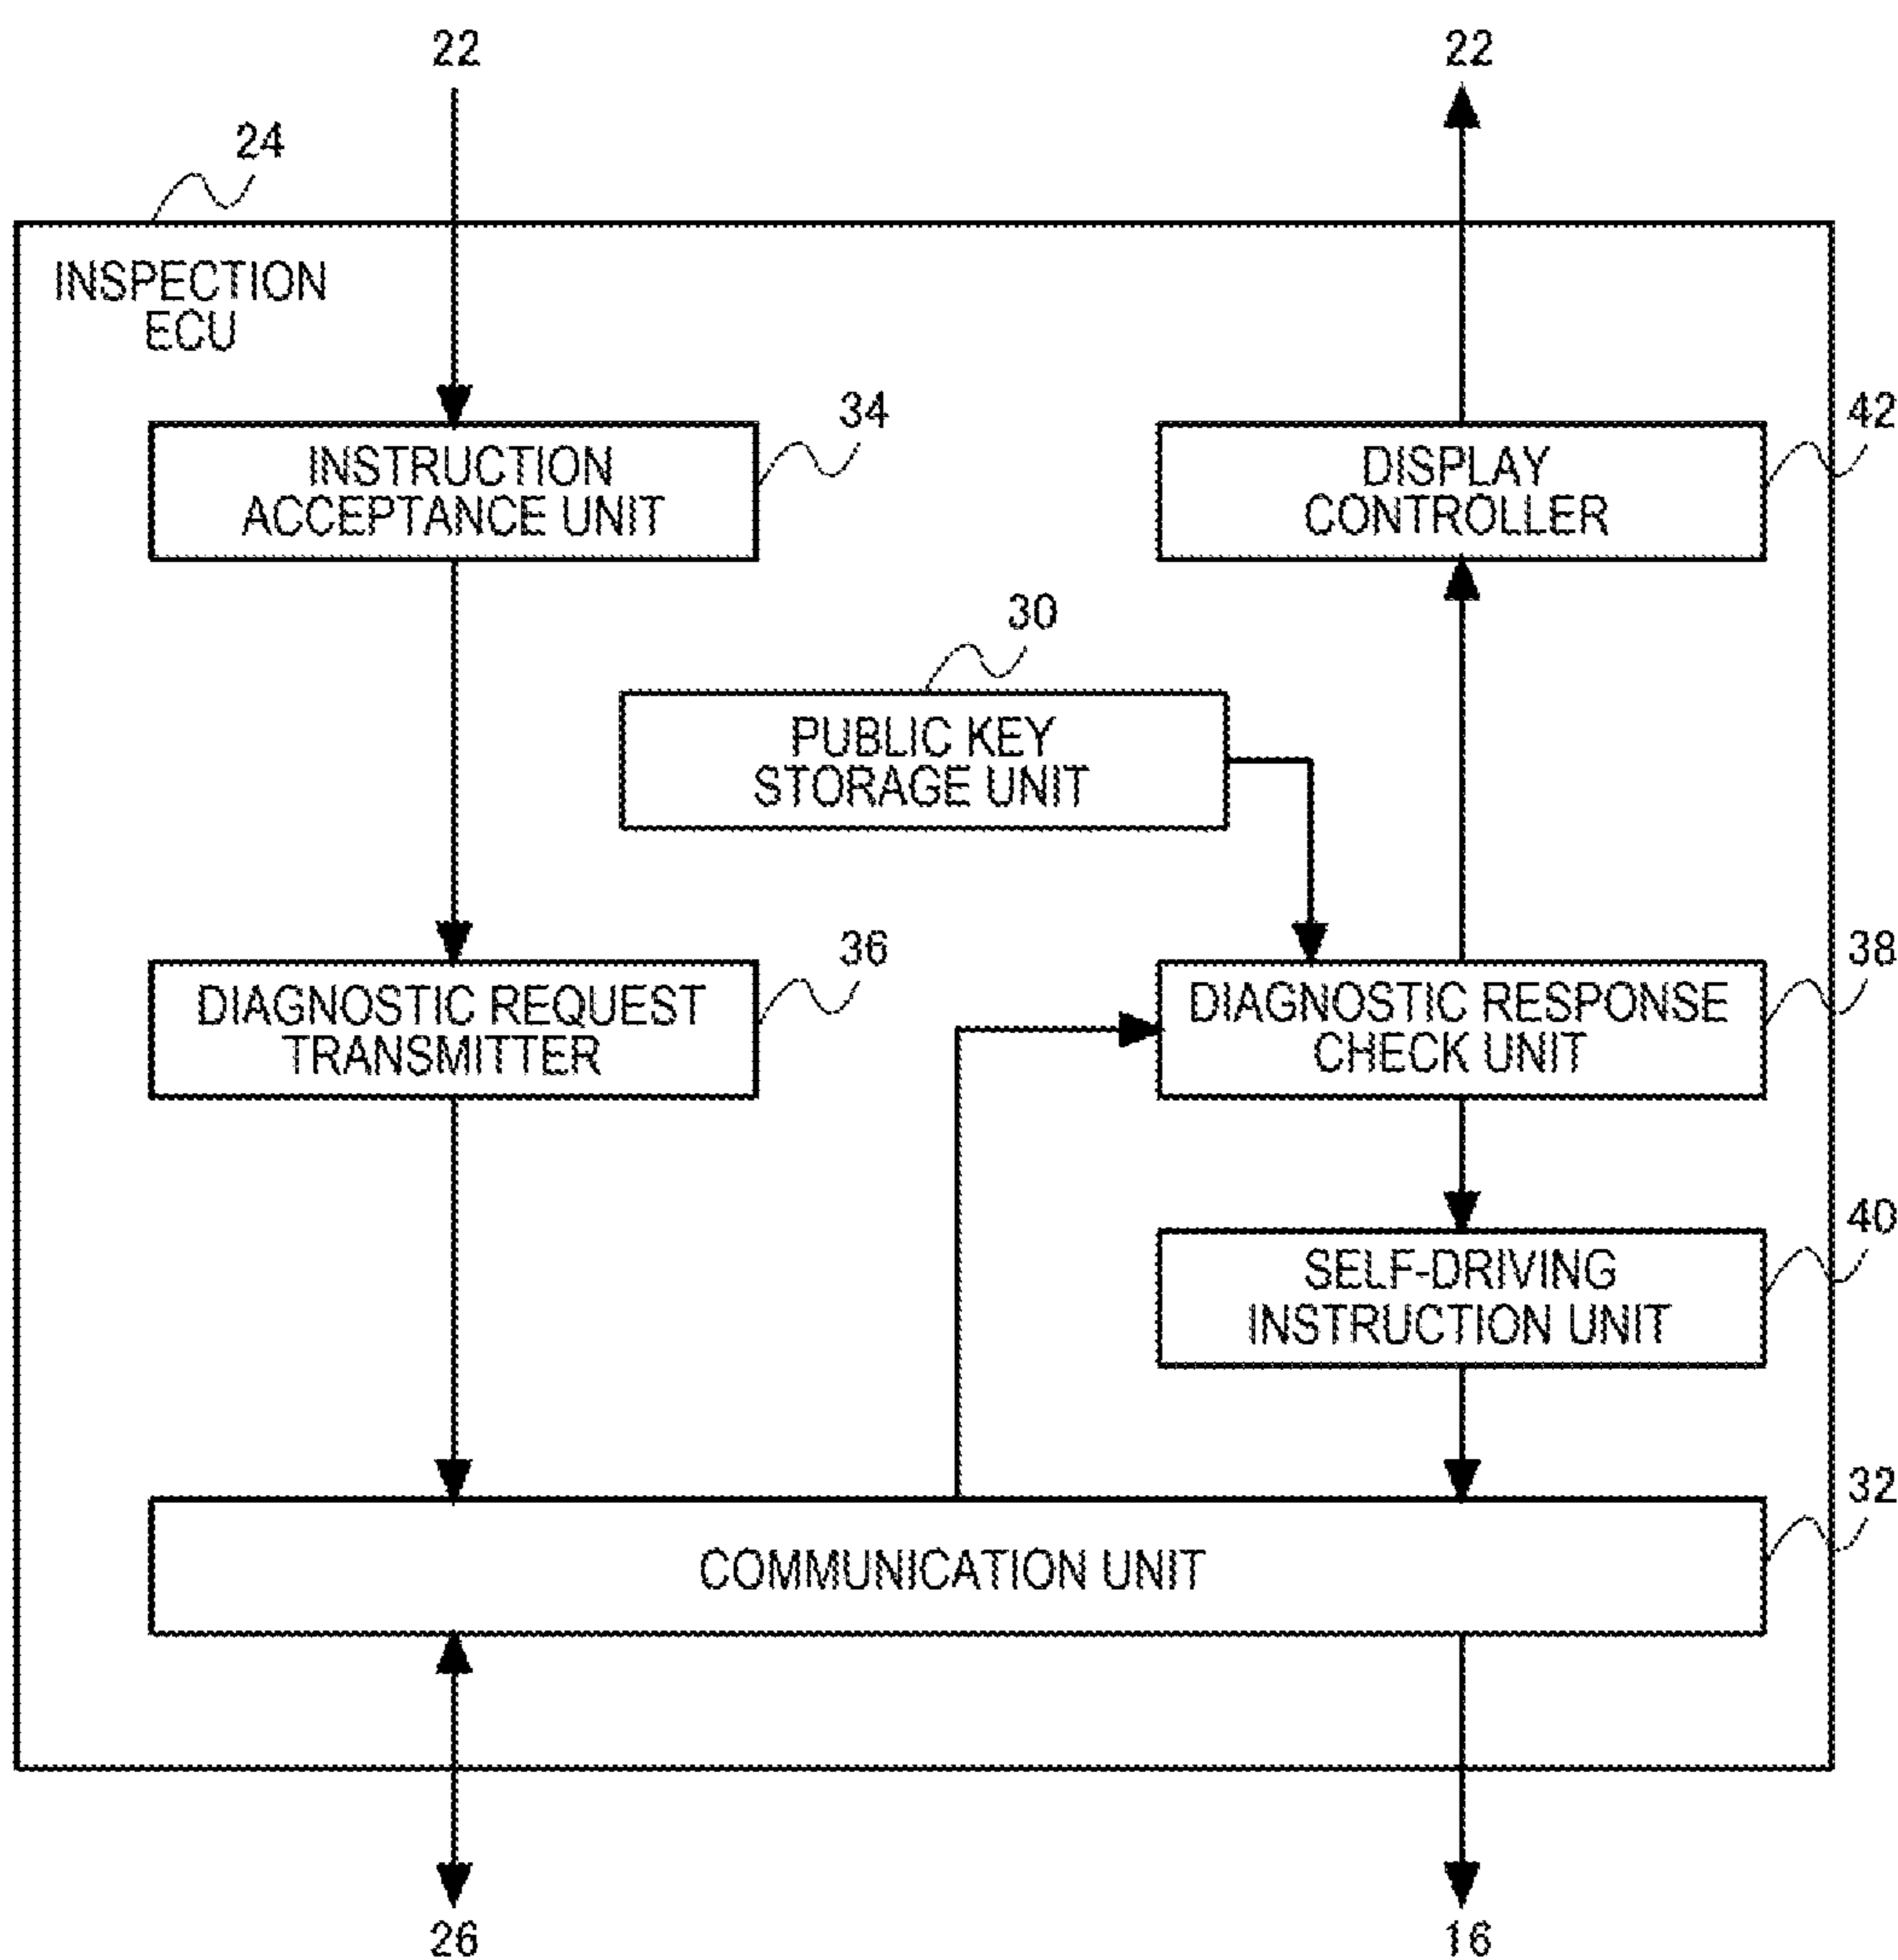 22
22
24
INSPECTION
ECU
34
INSTRUCTION
ACCEPTANCE UNIT
42
DISPLAY
CONTROLLER
30
PUBLIC KEY
STORAGE UNIT
36
DIAGNOSTIC REQUEST
TRANSMITTER
38
DIAGNOSTIC RESPONSE
CHECK UNIT
40
SELF-DRIVING
INSTRUCTION UNIT
32
COMMUNICATION UNIT
26
16